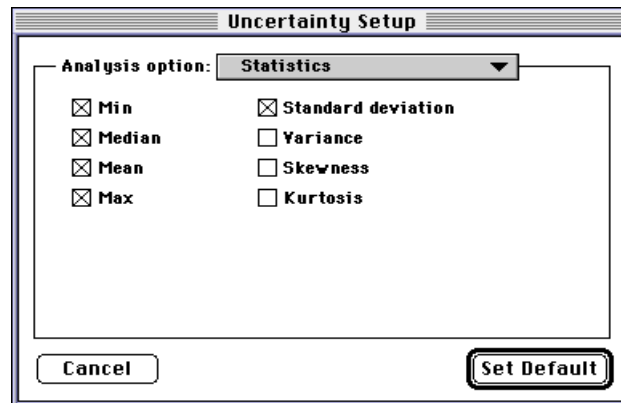 Uncertainty Setup
Analysis option: Statistics
Min
Standard deviation
Median
Variance
Mean
Skewness
Max
Kurtosis
Cancel
Set Default